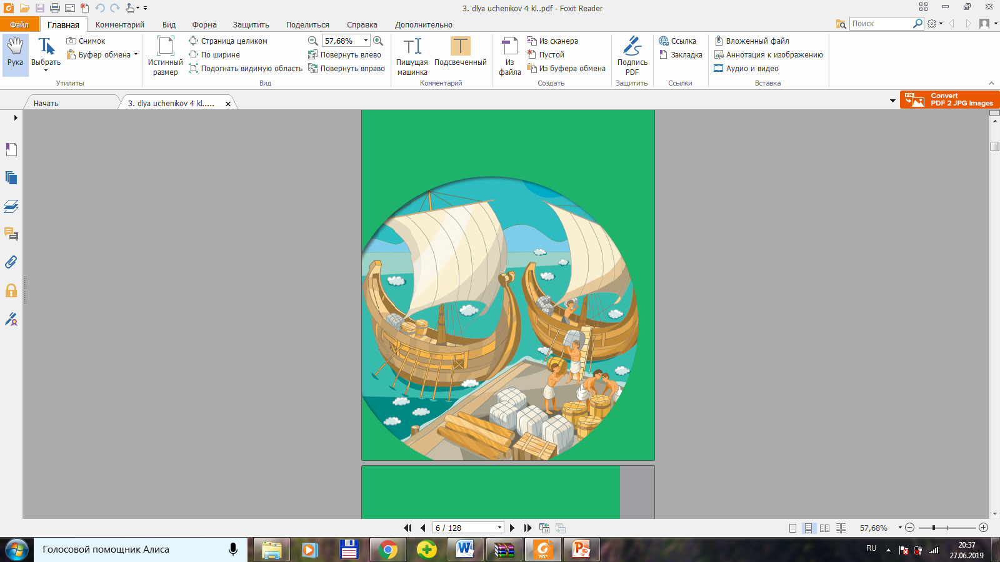 3. dlya uchenikov 4 kl..pdf - Foxit Reader
Файл Главная Комментарий Вид Форма Защитить Поделиться Справка Дополнительно Поиск
Рука
Выбрать
Снимок
Буфер обмена
Утилиты
Истинный размер
Страница целиком
По ширине
Подогнать видимую область
57,68%
Повернуть влево
Повернуть вправо
Вид
Пишущая машинка
Подсвеченный
Комментарий
Из файла
Из сканера
Пустой
Из буфера обмена
Создать
Подпись PDF
Защитить
Ссылка
Закладка
Ссылки
Вложенный файл
Аннотация к изображению
Аудио и видео
Вставка
Начать
3. dlya uchenikov 4 kl.....
Convert
PDF 2 JPG Images
6 / 128
57,68%
Голосовой помощник Алиса
RU
20:37
27.06.2019